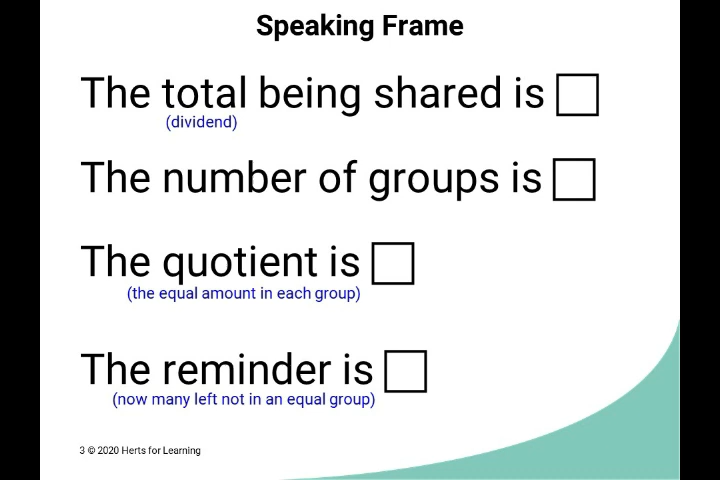 Speaking Frame
The total being shared is
(dividend)
The number of groups is
The quotient is
(the equal amount in each group)
The reminder is
(now many left not in an equal group)
3 © 2020 Herts for Learning